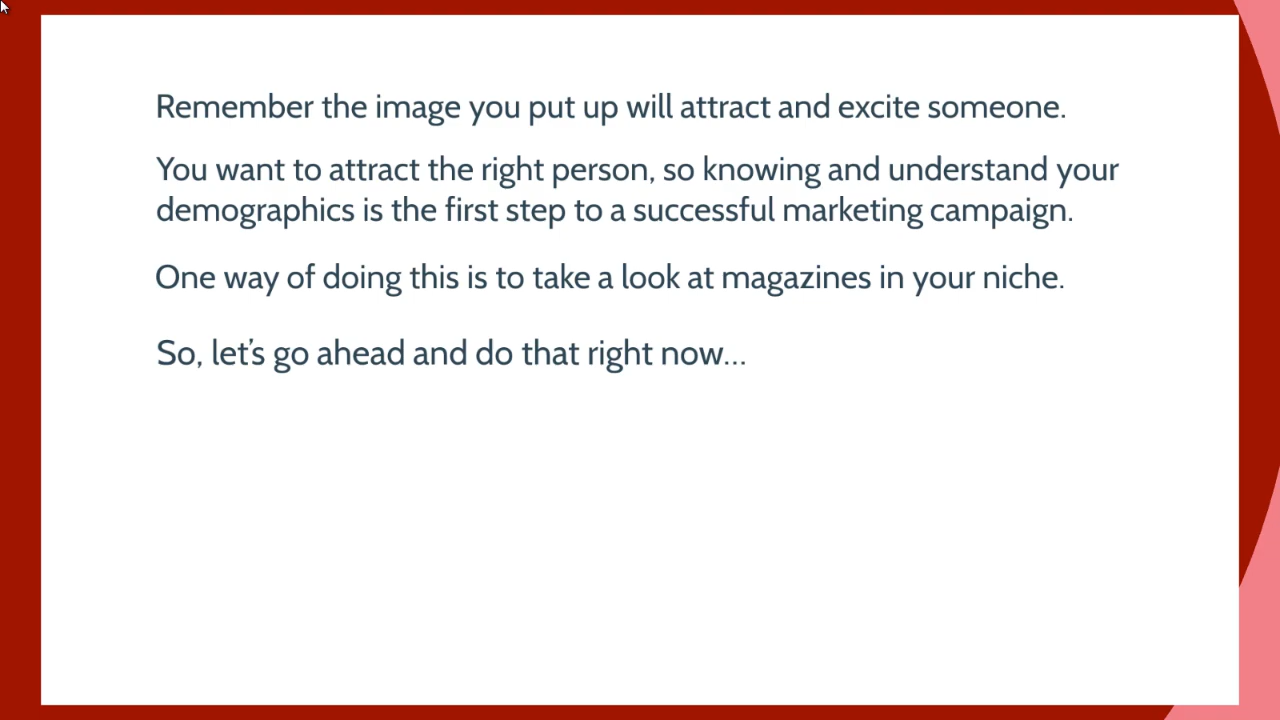 Remember the image you put up will attract and excite someone.
You want to attract the right person, so knowing and understand your
demographics is the first step to a successful marketing campaign.
One way of doing this is to take a look at magazines in your niche.
So, let’s go ahead and do that right now...